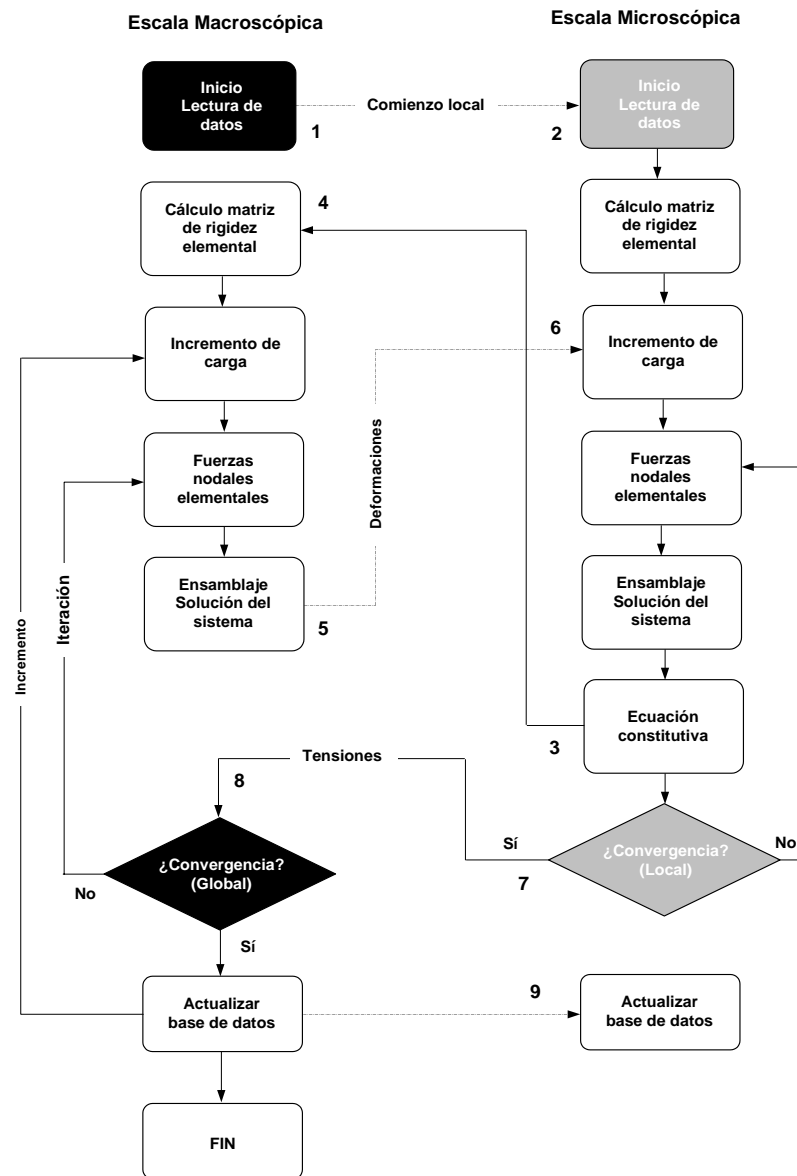 Escala Macroscópica
Escala Microscópica
Inicio
Lectura de
datos
1
Comienzo local
2
Inicio
Lectura de
datos
Cálculo matriz
de rigidez
elemental
4
Cálculo matriz
de rigidez
elemental
Incremento de
carga
6
Incremento de
carga
Fuerzas
nodales
elementales
Deformaciones
Fuerzas
nodales
elementales
Ensamblaje
Solución del
sistema
5
Ensamblaje
Solución del
sistema
Iteración
Incremento
Ecuación
constitutiva
3
Tensiones
8
¿Convergencia?
(Global)
No
Sí
Sí
7
¿Convergencia?
(Local)
No
Actualizar
base de datos
9
Actualizar
base de datos
FIN